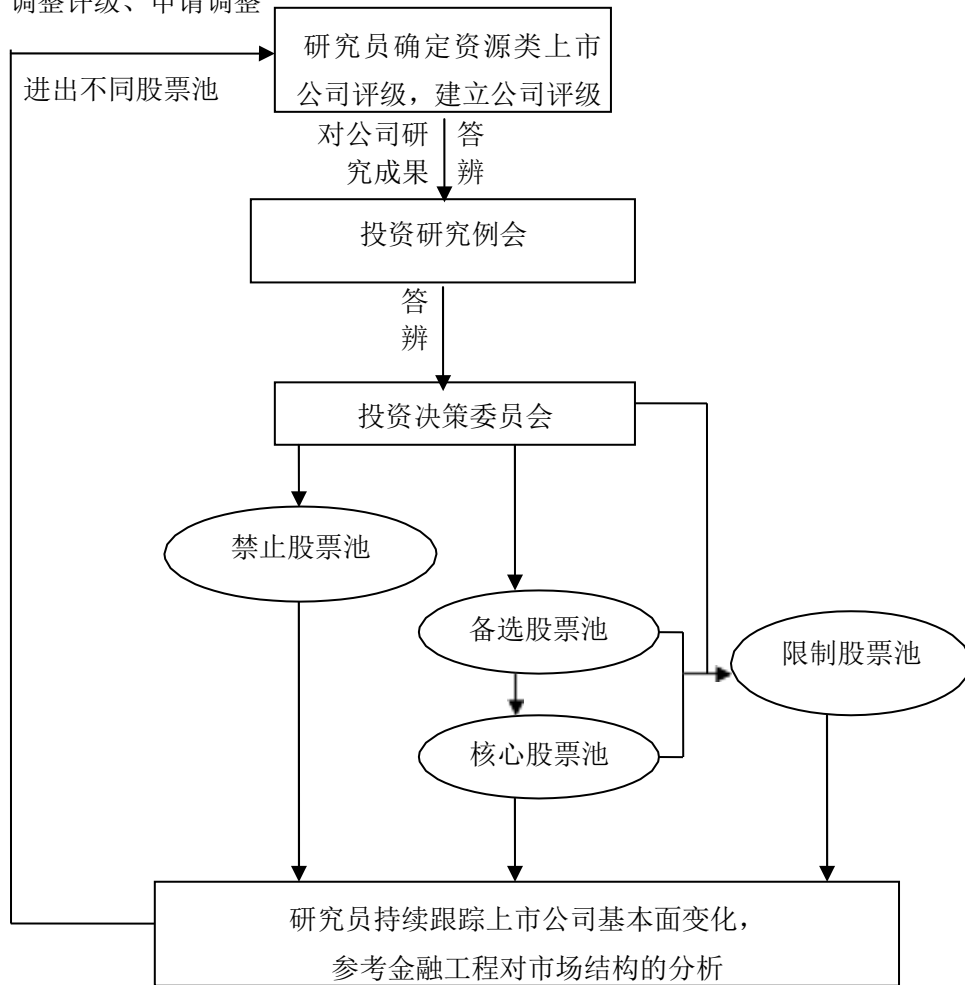 调整评级、申请调整
研究员确定资源类上市
公司评级，建立公司评级
进出不同股票池
对公司研
究成果
答
辨
投资研究例会
答
辨
投资决策委员会
禁止股票池
备选股票池
限制股票池
核心股票池
研究员持续跟踪上市公司基本面变化，
参考金融工程对市场结构的分析